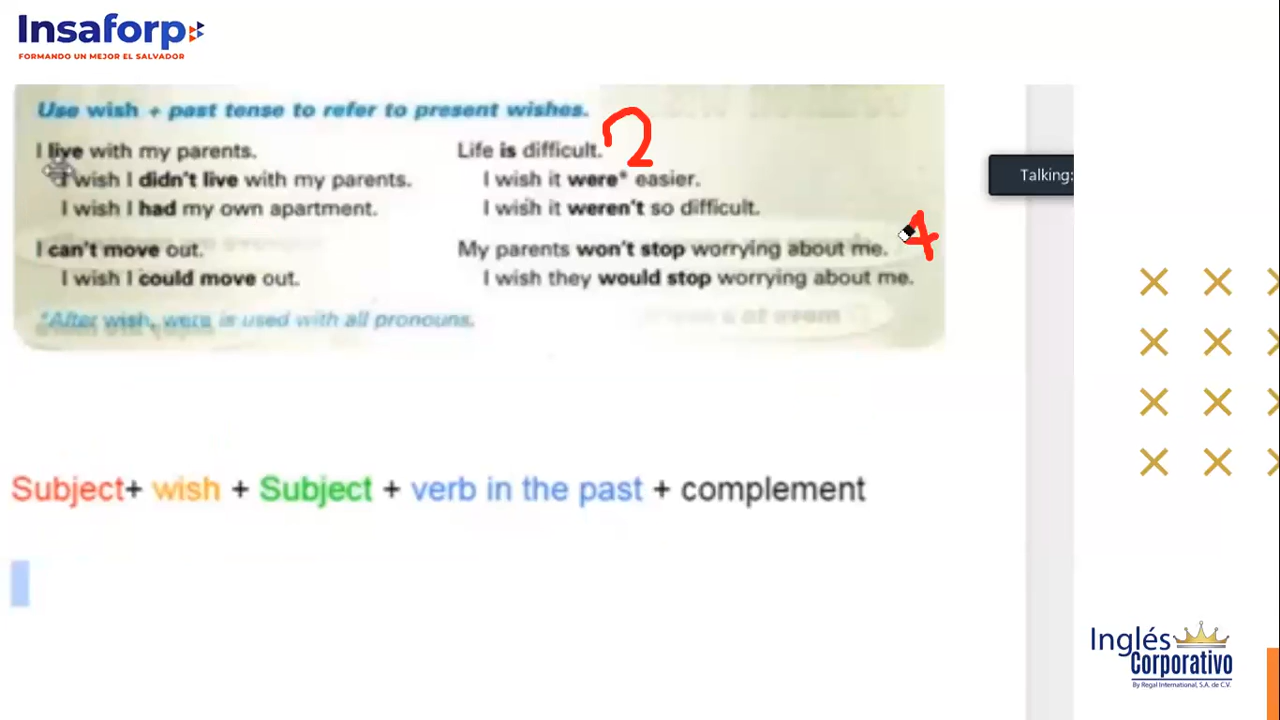 Insaforp
FORMANDO UN MEJOR EL SALVADOR
Use wish + past tense to refer to present wishes.
I live with my parents.
I wish I didn't live with my parents.
I wish I had my own apartment.
I can't move out.
I wish I could move out.
*After wish, were is used with all pronouns.
Life is difficult. 2
I wish it were* easier.
I wish it weren't so difficult.
My parents won't stop worrying about me. 4
I wish they would stop worrying about me.
Talking:
Subject+ wish + Subject + verb in the past + complement
Inglés
Corporativo
By Regal International, S.A. de C.V.